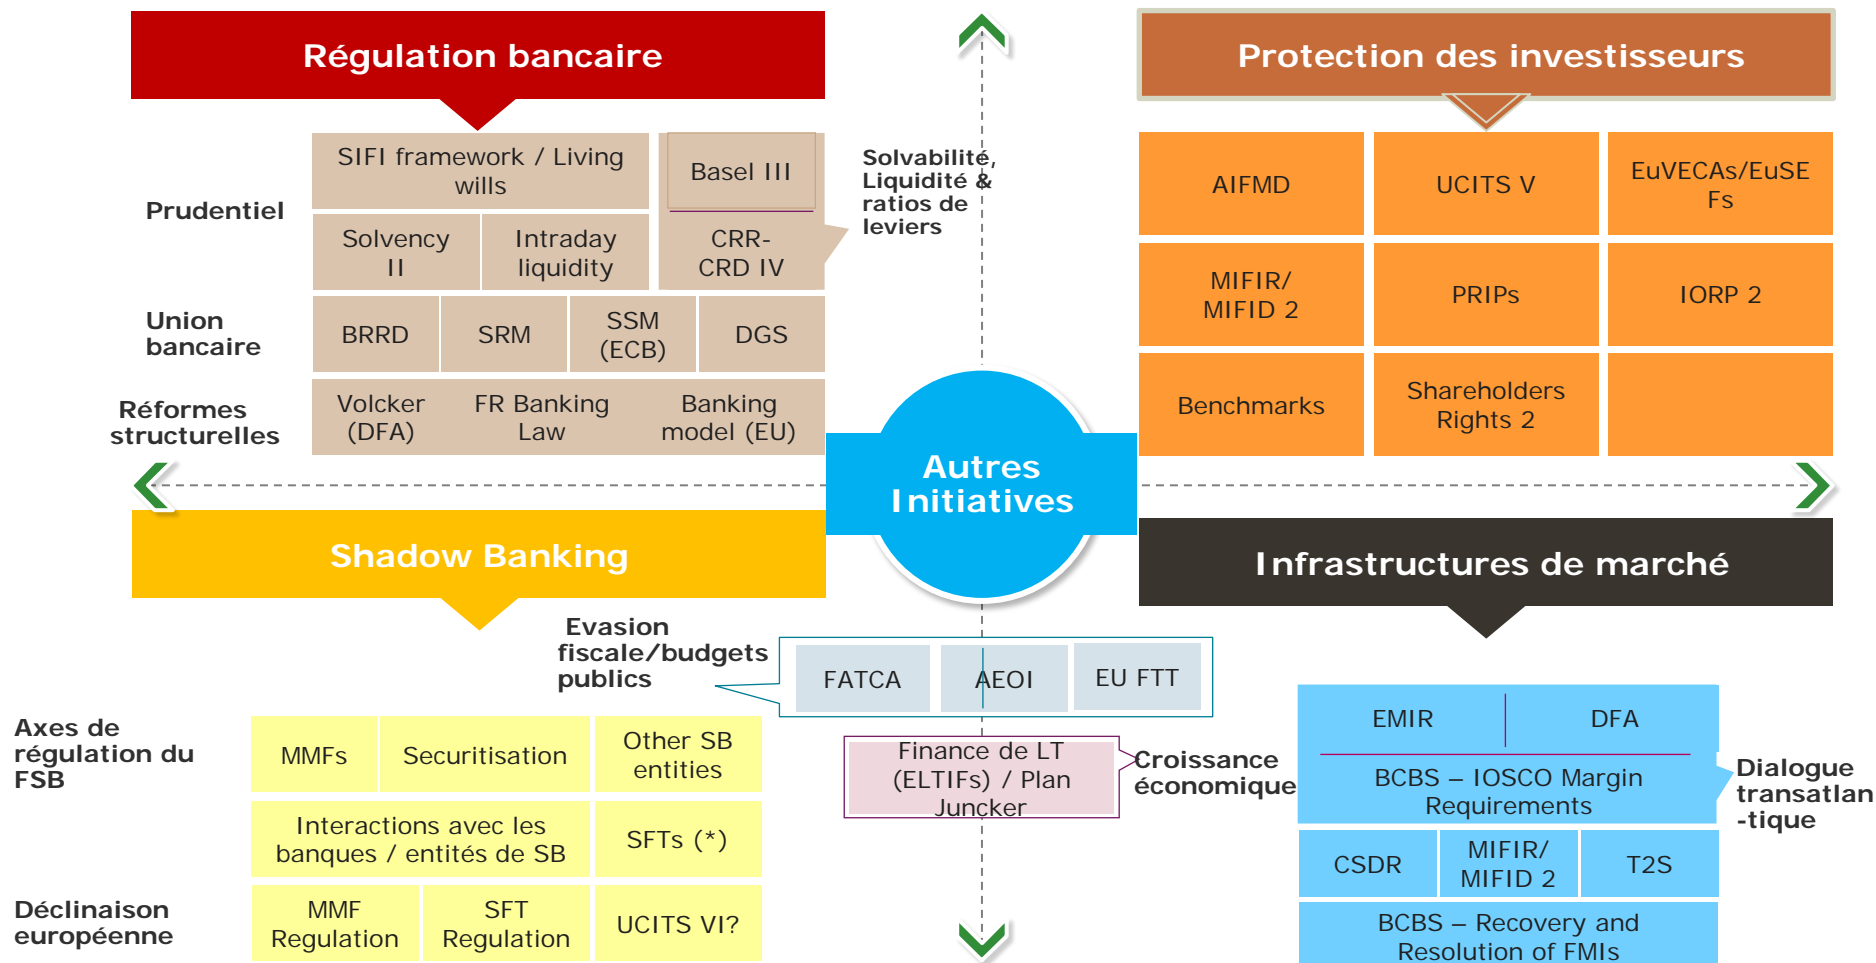 Régulation bancaire
Prudentiel
SIFI framework / Living
wills
Basel III
Solvency
II
Intraday
liquidity
CRR-
CRD IV
Solvabilité,
Liquidité &
ratios de
leviers
Union
bancaire
BRRD
SRM
SSM
(ECB)
DGS
Réformes
structurelles
Volcker
(DFA)
FR Banking
Law
Banking
model (EU)
Protection des investisseurs
AIFMD
UCITS V
EuVECAs/EuSE
Fs
MIFIR/
MIFID 2
PRIPs
IORP 2
Benchmarks
Shareholders
Rights 2
Autres
Initiatives
Shadow Banking
Axes de
régulation du
FSB
MMFs
Securitisation
Other SB
entities
Interactions avec les
banques / entités de SB
SFTs (*)
Déclinaison
européenne
MMF
Regulation
SFT
Regulation
UCITS VI?
Evasion
fiscale/budgets
publics
FATCA
AEOI
EU FTT
Finance de LT
(ELTIFs) / Plan
Juncker
Croissance
économique
Infrastructures de marché
EMIR
DFA
BCBS – IOSCO Margin
Requirements
Dialogue
transatlan
-tique
CSDR
MIFIR/
MIFID 2
T2S
BCBS – Recovery and
Resolution of FMIs